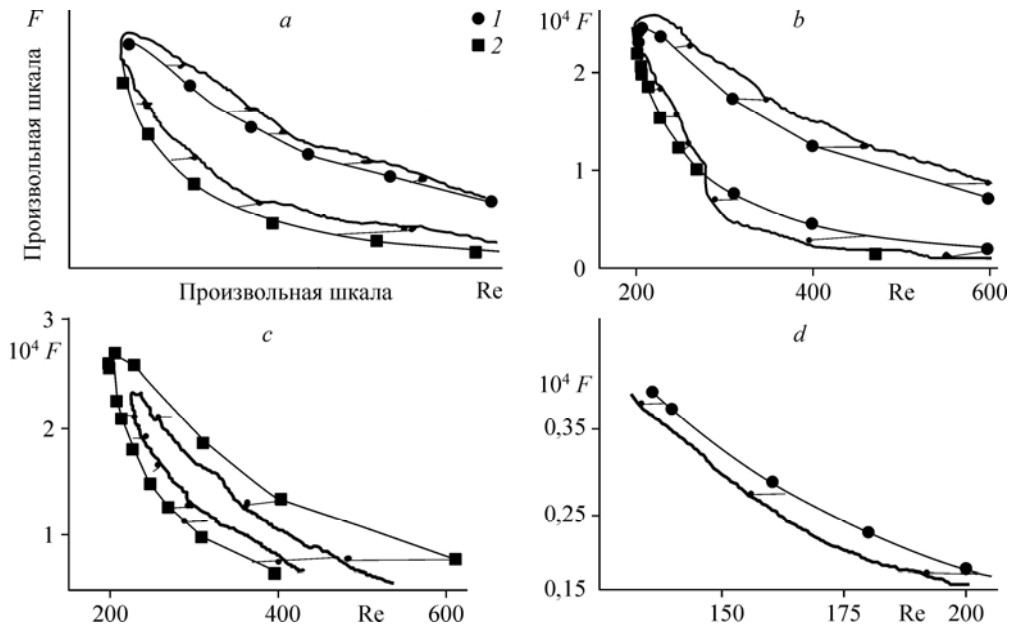 F
a
1
2
Произвольная шкала
Произвольная шкала
Re
10⁴ F
b
2
1
0
200
400
Re
600
3
10⁴ F
c
2
1
200
400
Re
600
d
10⁴ F
0,35
0,25
0,15
150
175
Re
200